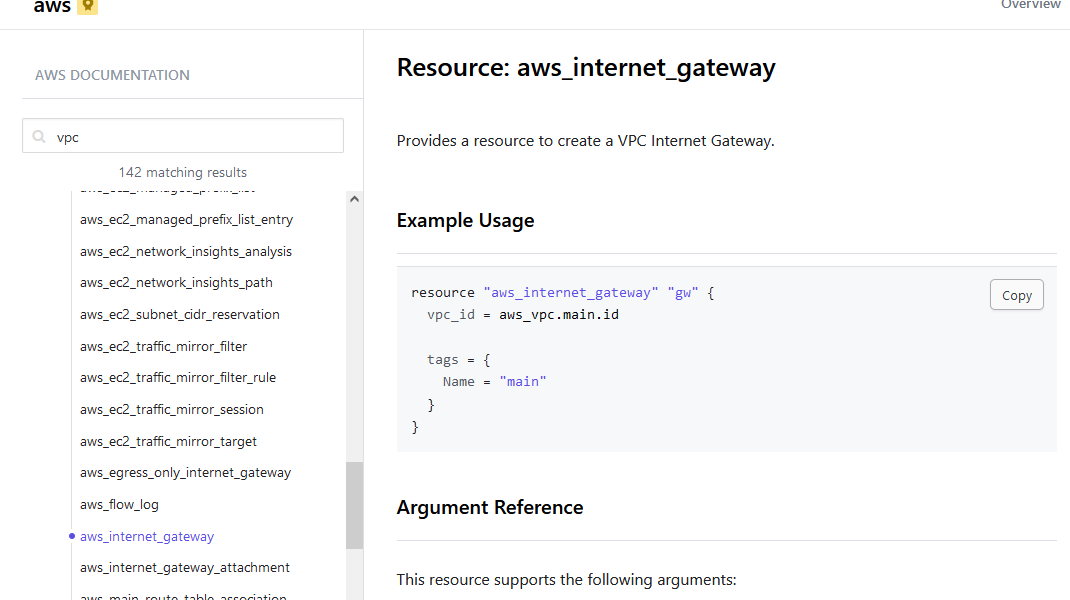 aws
Overview
AWS DOCUMENTATION
vpc
142 matching results
aws_ec2_managed_prefix_list
aws_ec2_managed_prefix_list_entry
aws_ec2_network_insights_analysis
aws_ec2_network_insights_path
aws_ec2_subnet_cidr_reservation
aws_ec2_traffic_mirror_filter
aws_ec2_traffic_mirror_filter_rule
aws_ec2_traffic_mirror_session
aws_ec2_traffic_mirror_target
aws_egress_only_internet_gateway
aws_flow_log
aws_internet_gateway
aws_internet_gateway_attachment
aws_main_route_table_association
Resource: aws_internet_gateway
Provides a resource to create a VPC Internet Gateway.
Example Usage
resource "aws_internet_gateway" "gw" {
  vpc_id = aws_vpc.main.id
  tags = {
    Name = "main"
  }
}
Copy
Argument Reference
This resource supports the following arguments: